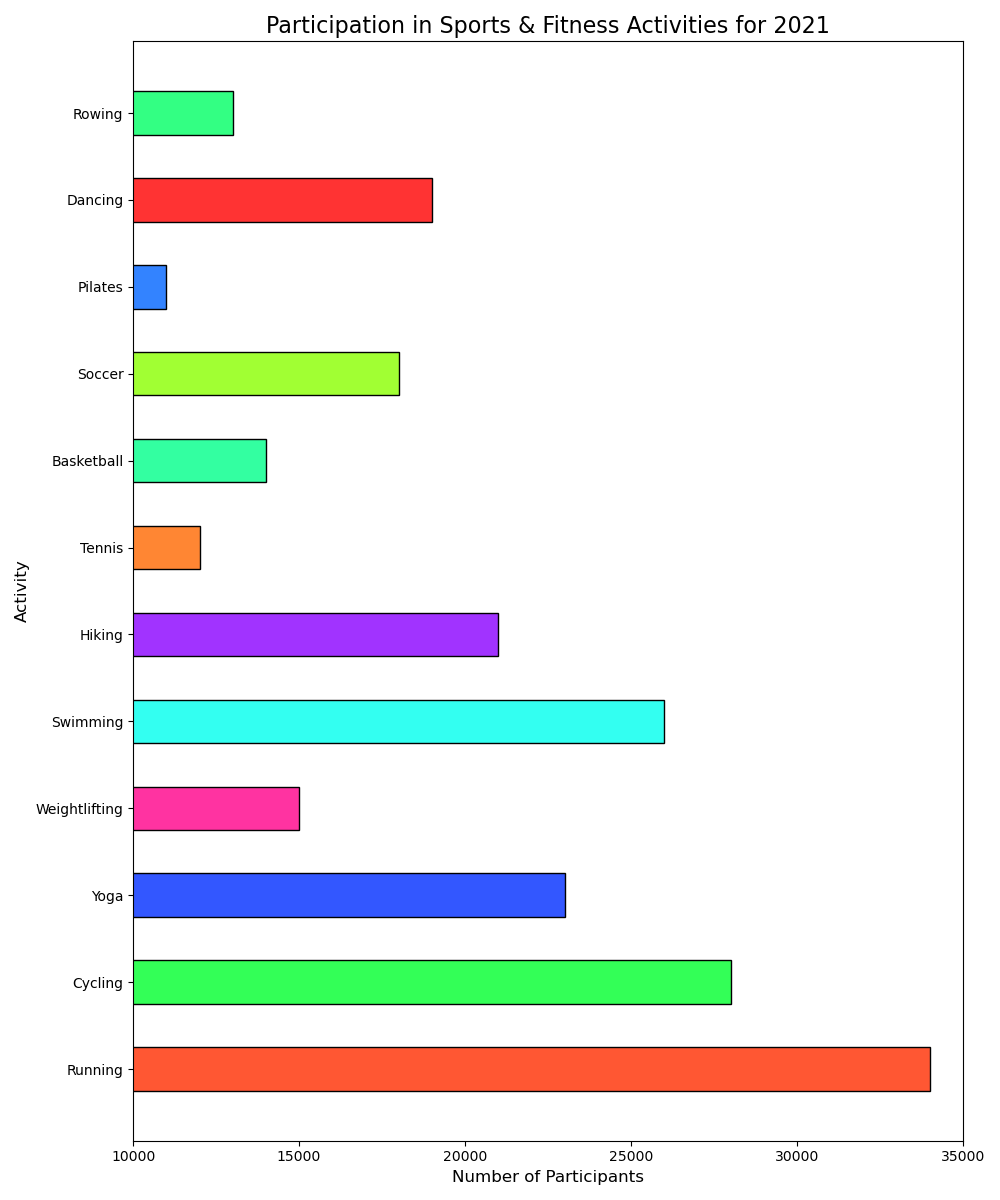 Participation in Sports & Fitness Activities for 2021
Rowing
Dancing
Pilates
Soccer
Basketball
Tennis
Hiking
Swimming
Weightlifting
Yoga
Cycling
Running
Activity
10000 15000 20000 25000 30000 35000
Number of Participants